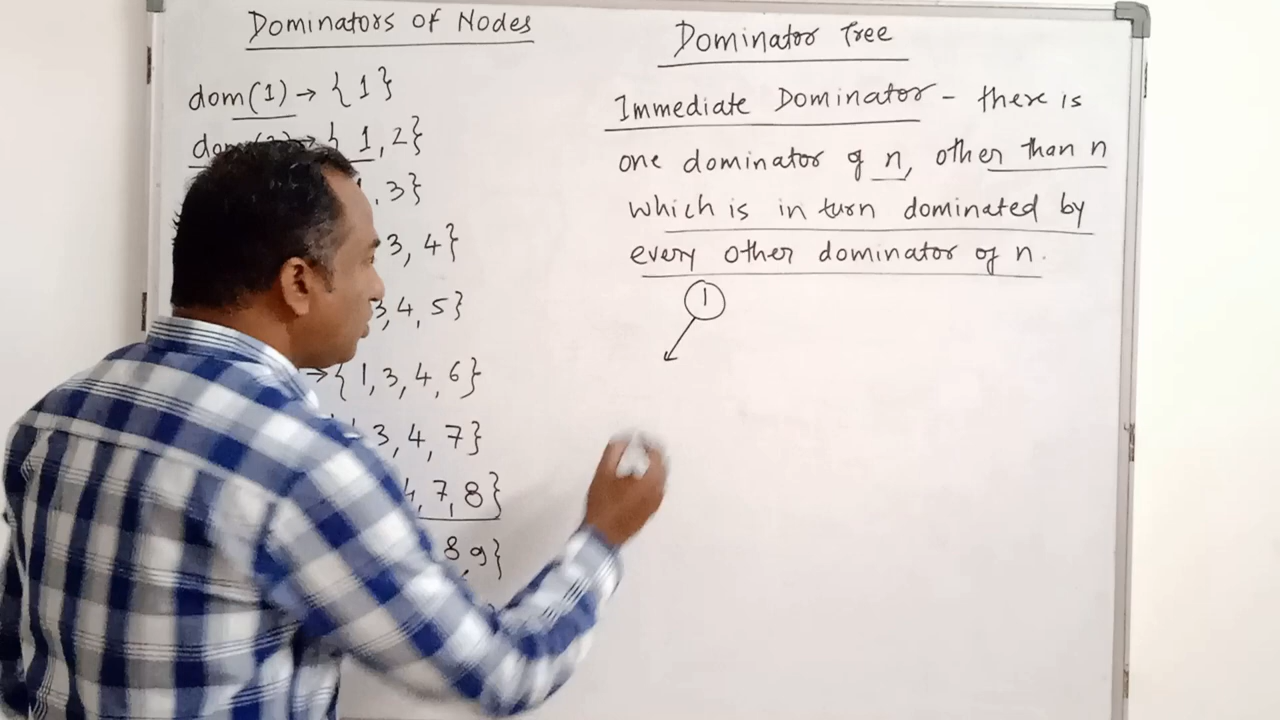 Dominators of Nodes
dom(1) → {1}
dom → { 1, 2}
, 3}
3, 4}
3, 4, 5}
→ { 1, 3, 4, 6}
3, 4, 7}
4, 7, 8}
8, 9}
Dominator Tree
Immediate Dominator - there is
one dominator of n, other than n
which is in turn dominated by
every other dominator of n.
1